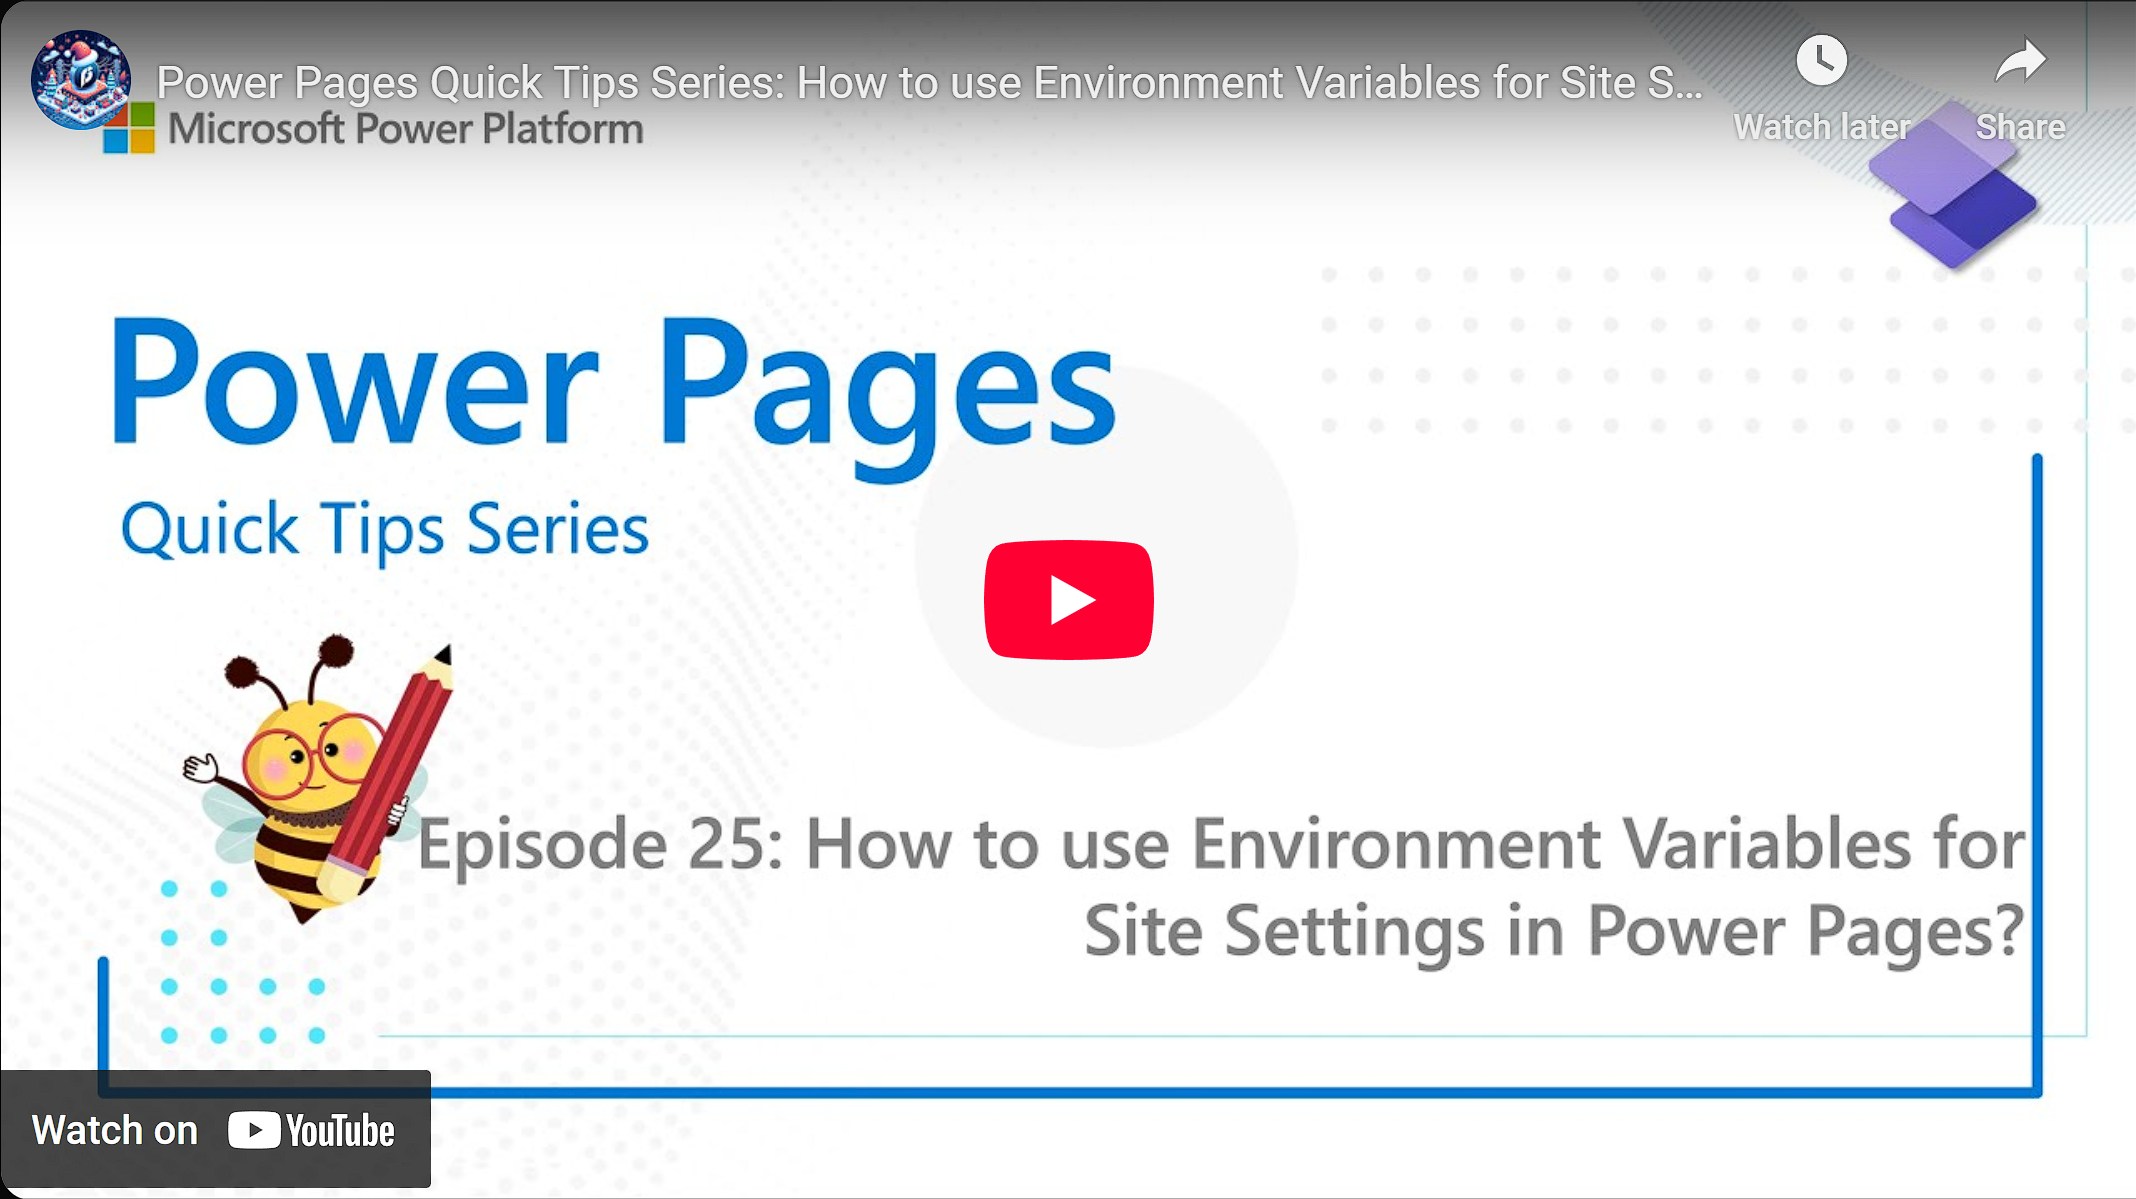 Power Pages Quick Tips Series: How to use Environment Variables for Site S...
Watch later
Share
Microsoft Power Platform
Power Pages
Quick Tips Series
Episode 25: How to use Environment Variables for
Site Settings in Power Pages?
Watch on YouTube